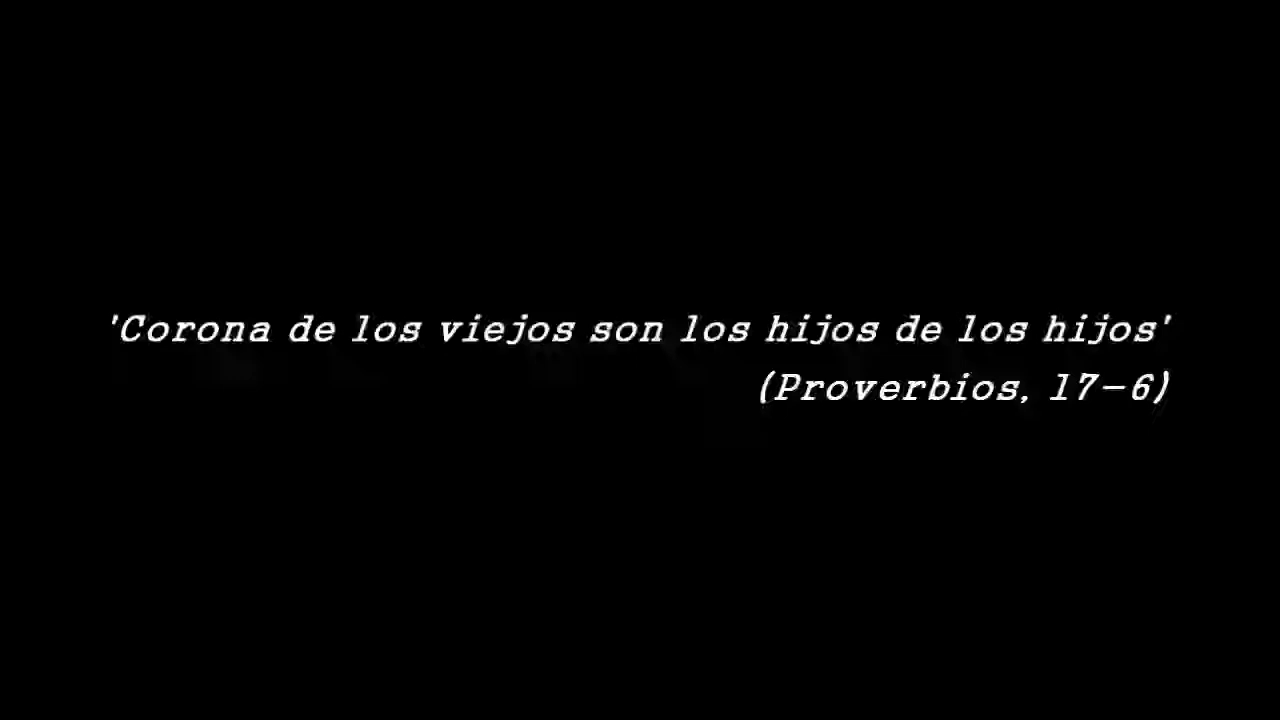 'Corona de los viejos son los hijos de los hijos'
(Proverbios, 17-6)